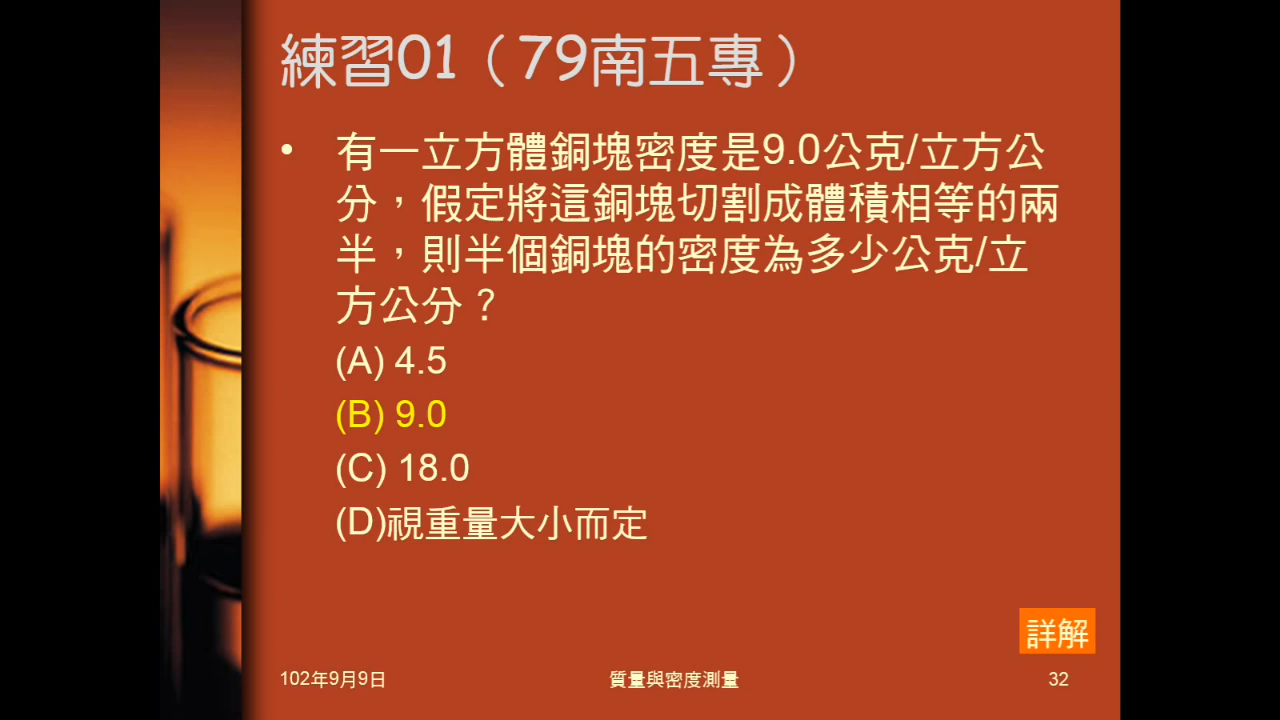 練習01（79南五專）
• 有一立方體銅塊密度是9.0公克/立方公
分，假定將這銅塊切割成體積相等的兩
半，則半個銅塊的密度為多少公克/立
方公分？
(A) 4.5
(B) 9.0
(C) 18.0
(D)視重量大小而定
詳解
102年9月9日
質量與密度測量
32